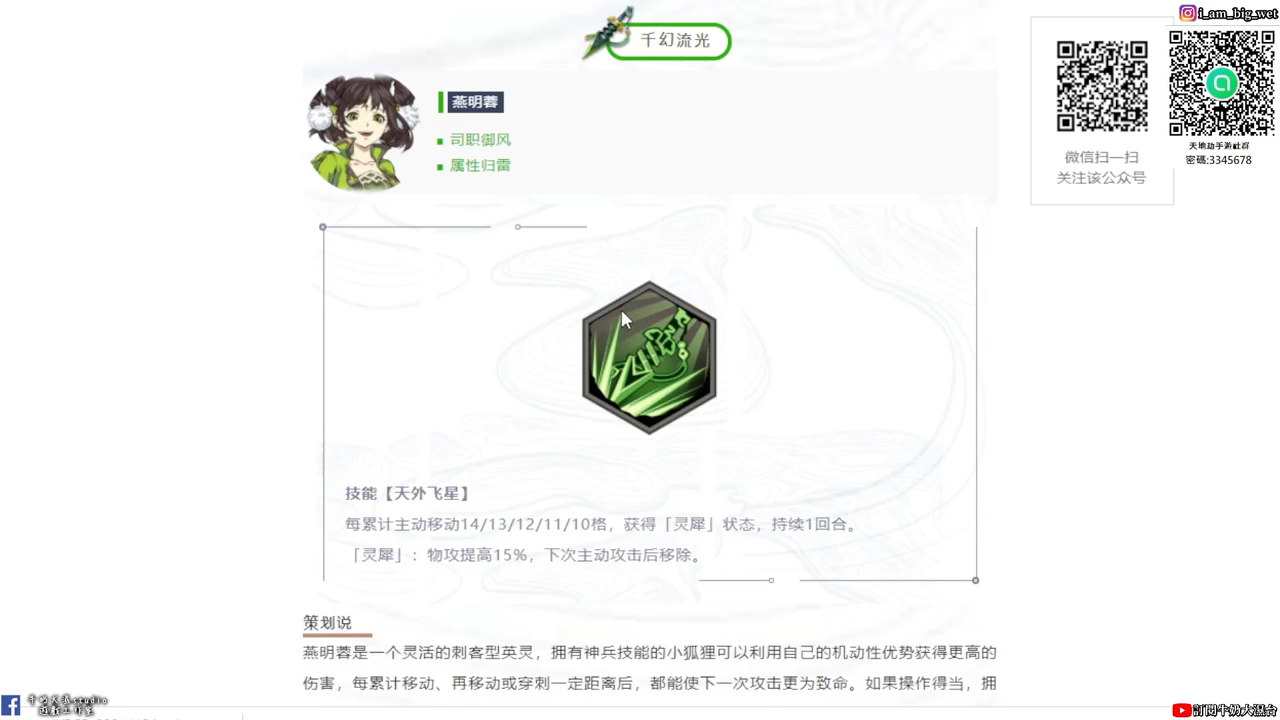 千幻流光
i_am_big_wet
燕明蓉
司职御风
属性归雷
微信扫一扫
关注该公众号
天地劫手游社群
密碼:3345678
技能【天外飞星】
每累计主动移动14/13/12/11/10格，获得「灵犀」状态，持续1回合。
「灵犀」：物攻提高15%，下次主动攻击后移除。
策划说
燕明蓉是一个灵活的刺客型英灵，拥有神兵技能的小狐狸可以利用自己的机动性优势获得更高的
伤害，每累计移动、再移动或穿刺一定距离后，都能使下一次攻击更为致命。如果操作得当，拥
遊戲工作室
訂閱牛奶大混台